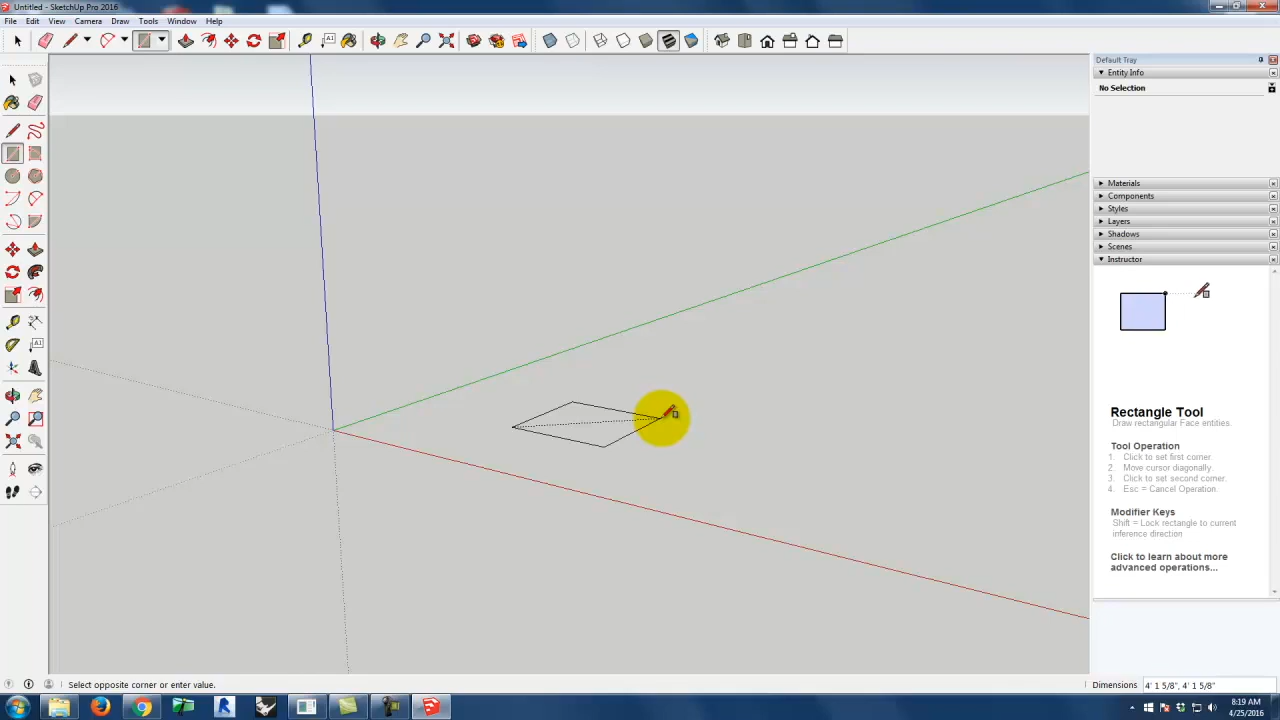 Untitled - SketchUp Pro 2016
File Edit View Camera Draw Tools Window Help
Default Tray
Entity Info
No Selection
Materials
Components
Styles
Layers
Shadows
Scenes
Instructor
Rectangle Tool
Draw rectangular Face entities.
Tool Operation
1. Click to set first corner.
2. Move cursor diagonally.
3. Click to set second corner.
4. Esc = Cancel Operation.
Modifier Keys
Shift = Lock rectangle to current
inference direction
Click to learn about more
advanced operations...
Select opposite corner or enter value.
Dimensions 4' 1 5/8", 4' 1 5/8"
8:19 AM
4/25/2016